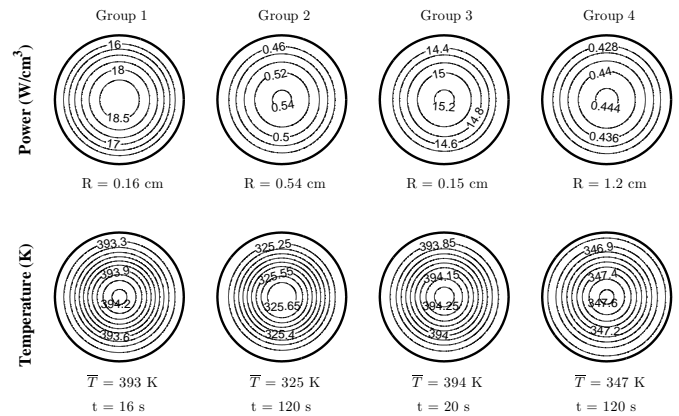 Group 1 Group 2 Group 3 Group 4
Power (W/cm³)
16 18 18.5 17
0.46 0.52 0.54 0.5
14.4 15 15.2 14.8 14.6
0.428 0.44 0.444 0.436
R = 0.16 cm R = 0.54 cm R = 0.15 cm R = 1.2 cm
Temperature (K)
393.3 393.9 394.2 393.6
325.25 325.55 325.65 325.4
393.85 394.15 394.25 394
346.9 347.4 347.6 347.2
T̅ = 393 K T̅ = 325 K T̅ = 394 K T̅ = 347 K
t = 16 s t = 120 s t = 20 s t = 120 s